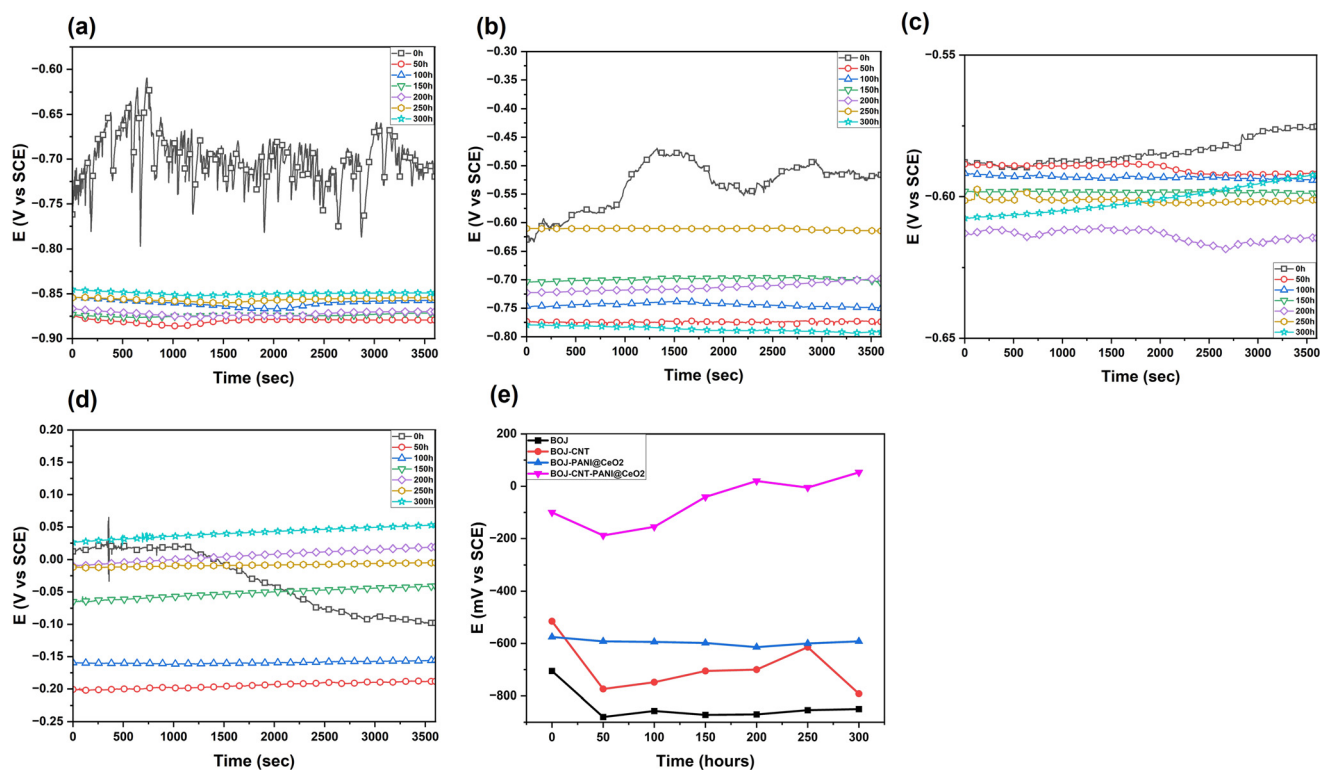 (a)
−0.60
−0.65
−0.70
−0.75
−0.80
−0.85
−0.90
E (V vs SCE)
0 500 1000 1500 2000 2500 3000 3500
Time (sec)
0h
50h
100h
150h
200h
250h
300h
(b)
−0.30
−0.35
−0.40
−0.45
−0.50
−0.55
−0.60
−0.65
−0.70
−0.75
−0.80
E (V vs SCE)
0 500 1000 1500 2000 2500 3000 3500
Time (sec)
0h
50h
100h
150h
200h
250h
300h
(c)
−0.55
−0.60
−0.65
E (V vs SCE)
0 500 1000 1500 2000 2500 3000 3500
Time (sec)
0h
50h
100h
150h
200h
250h
300h
(d)
0.20
0.15
0.10
0.05
0.00
−0.05
−0.10
−0.15
−0.20
−0.25
E (V vs SCE)
0 500 1000 1500 2000 2500 3000 3500
Time (sec)
0h
50h
100h
150h
200h
250h
300h
(e)
200
0
−200
−400
−600
−800
E (mV vs SCE)
0 50 100 150 200 250 300
Time (hours)
BOJ
BOJ-CNT
BOJ-PANI@CeO2
BOJ-CNT-PANI@CeO2